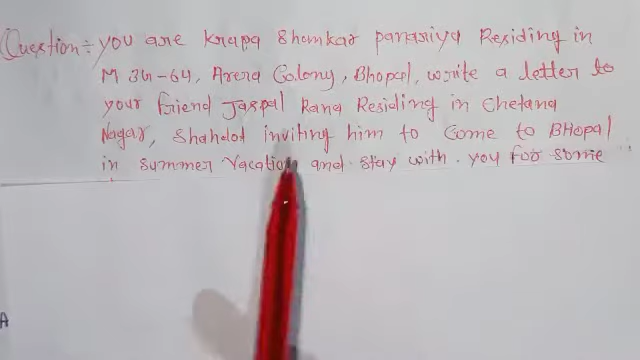 Question:- you are Krapa Shankar panariya Residing in
M 34-64, Arera Colony, Bhopal, write a letter to
your friend Jaspal Rana Residing in Chetana
Nagar, Shahdol inviting him to Come to BHopal
in summer Vacation and stay with you for some
A